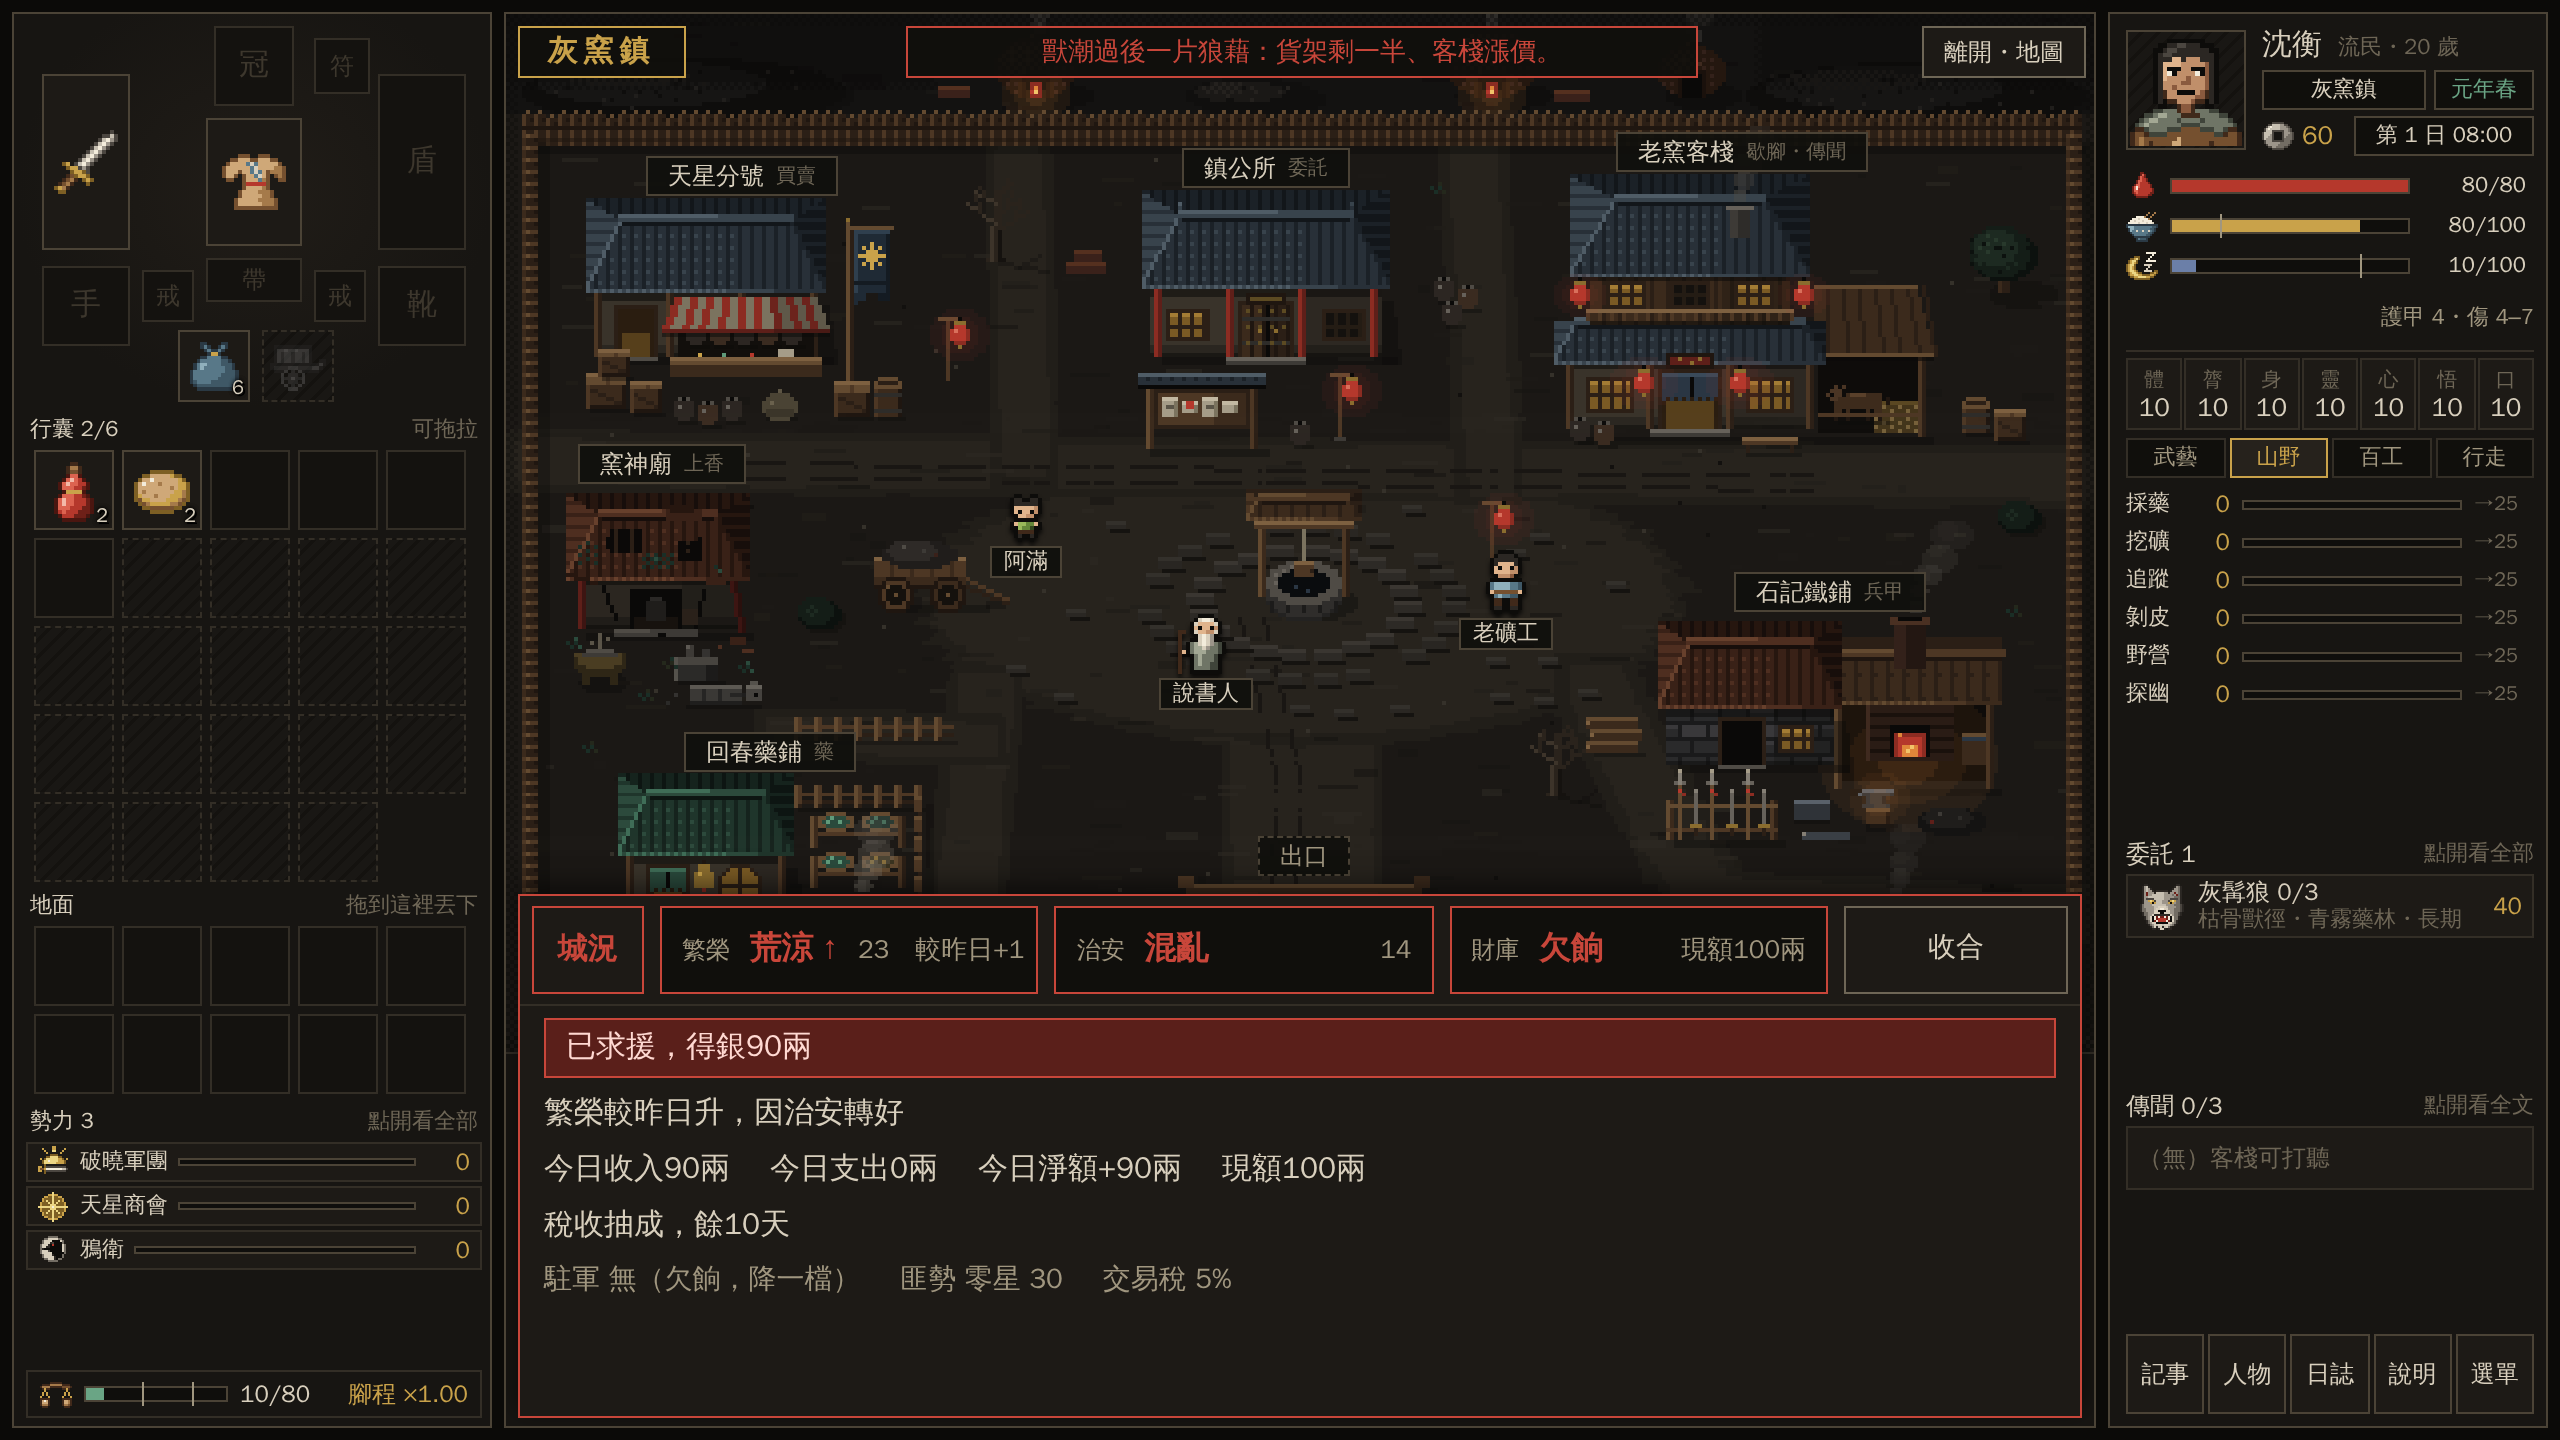 冠
符
盾
手
戒
帶
戒
靴
6
行囊 2/6 可拖拉
2
2
地面 拖到這裡丟下
勢力 3 點開看全部
破曉軍團 0
天星商會 0
鴉衛 0
10/80 腳程 ×1.00
灰窯鎮
獸潮過後一片狼藉：貨架剩一半、客棧漲價。
離開・地圖
天星分號 買賣
鎮公所 委託
老窯客棧 歇腳・傳聞
窯神廟 上香
阿滿
老礦工
說書人
石記鐵鋪 兵甲
回春藥鋪 藥
出口
城況
繁榮 荒涼 ↑ 23 較昨日+1
治安 混亂 14
財庫 欠餉 現額100兩
收合
已求援，得銀90兩
繁榮較昨日升，因治安轉好
今日收入90兩 今日支出0兩 今日淨額+90兩 現額100兩
稅收抽成，餘10天
駐軍 無（欠餉，降一檔） 匪勢 零星 30 交易稅 5%
沈衡 流民・20 歲
灰窯鎮 元年春
60 第 1 日 08:00
80/80
80/100
10/100
護甲 4・傷 4–7
體 膂 身 靈 心 悟 口
10 10 10 10 10 10 10
武藝 山野 百工 行走
採藥 0 →25
挖礦 0 →25
追蹤 0 →25
剝皮 0 →25
野營 0 →25
探幽 0 →25
委託 1 點開看全部
灰髯狼 0/3 40
枯骨獸徑・青霧藥林・長期
傳聞 0/3 點開看全文
（無）客棧可打聽
記事 人物 日誌 說明 選單